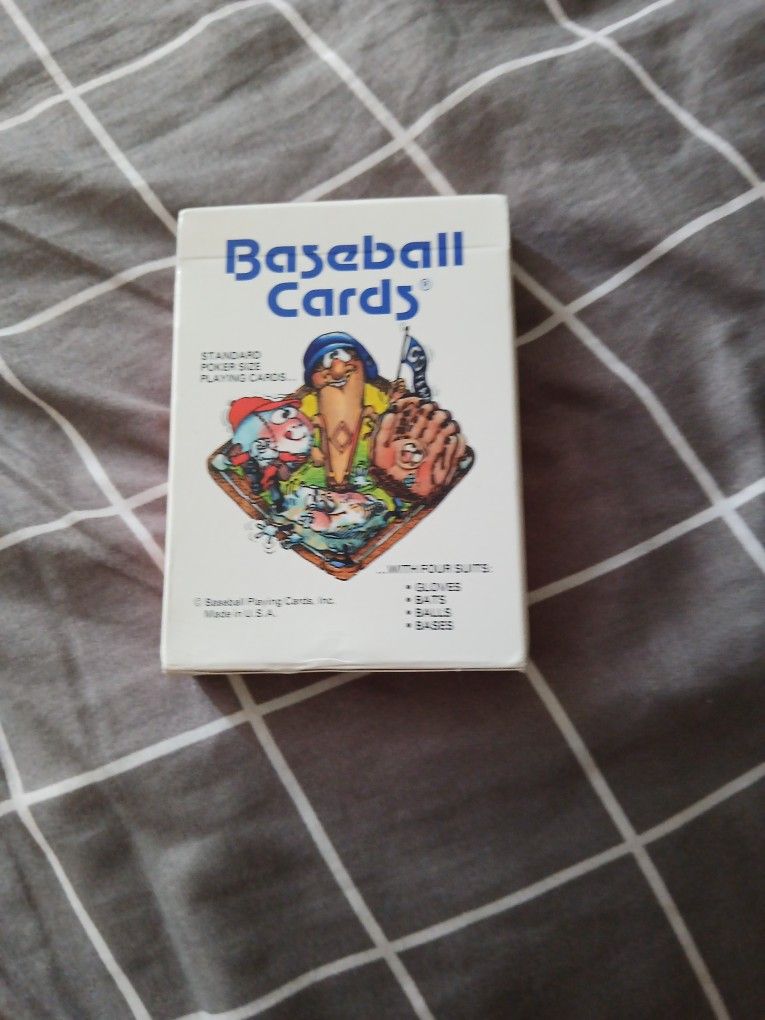 Baseball
Cards®
STANDARD
POKER SIZE
PLAYING CARDS...
...WITH FOUR SUITS:
• GLOVES
• BATS
• BALLS
• BASES
© Baseball Playing Cards, Inc.
Made in U.S.A.